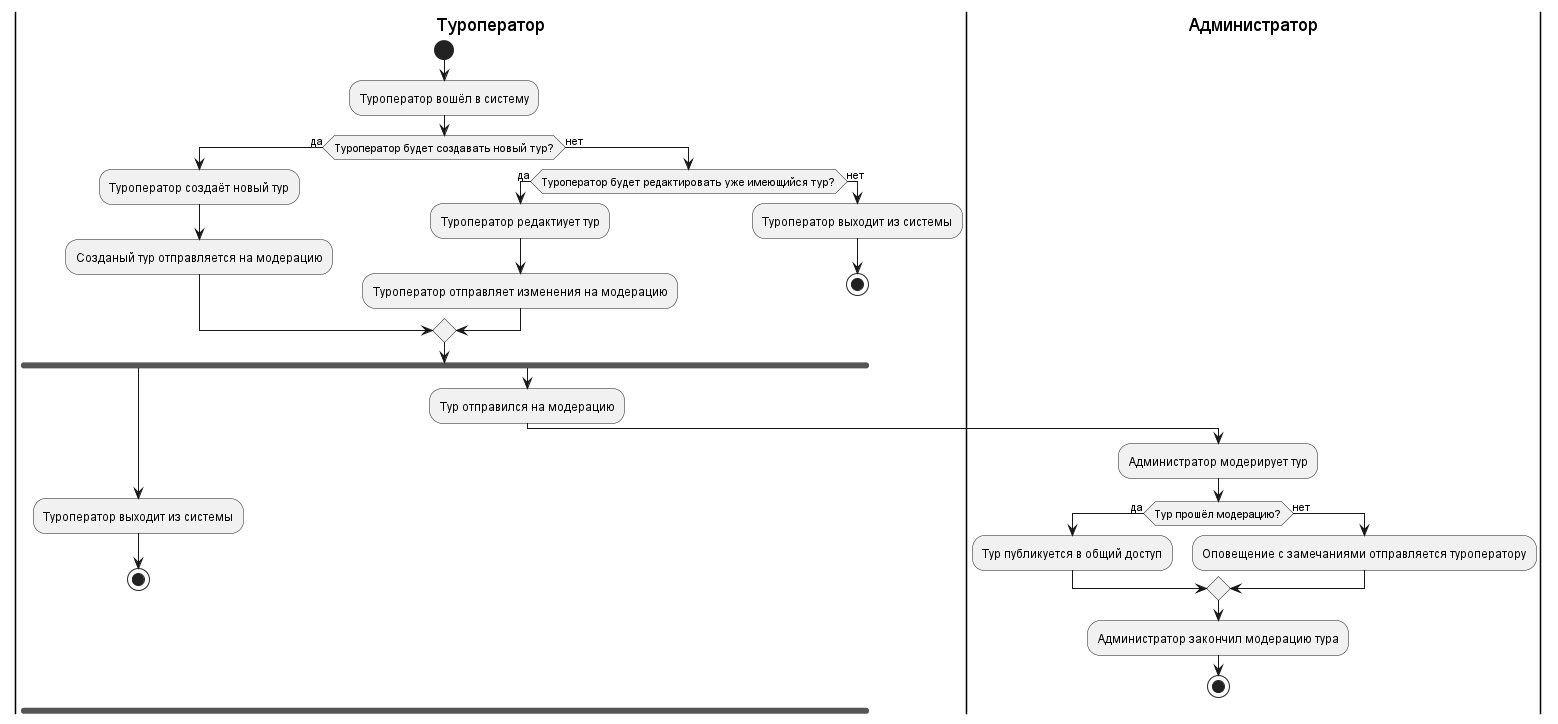 Туроператор
Администратор
Туроператор вошёл в систему
да
Туроператор будет создавать новый тур?
нет
Туроператор создаёт новый тур
да
Туроператор будет редактировать уже имеющийся тур?
нет
Туроператор редактиует тур
Туроператор выходит из системы
Созданый тур отправляется на модерацию
Туроператор отправляет изменения на модерацию
Тур отправился на модерацию
Администратор модерирует тур
Туроператор выходит из системы
да
Тур прошёл модерацию?
нет
Тур публикуется в общий доступ
Оповещение с замечаниями отправляется туроператору
Администратор закончил модерацию тура